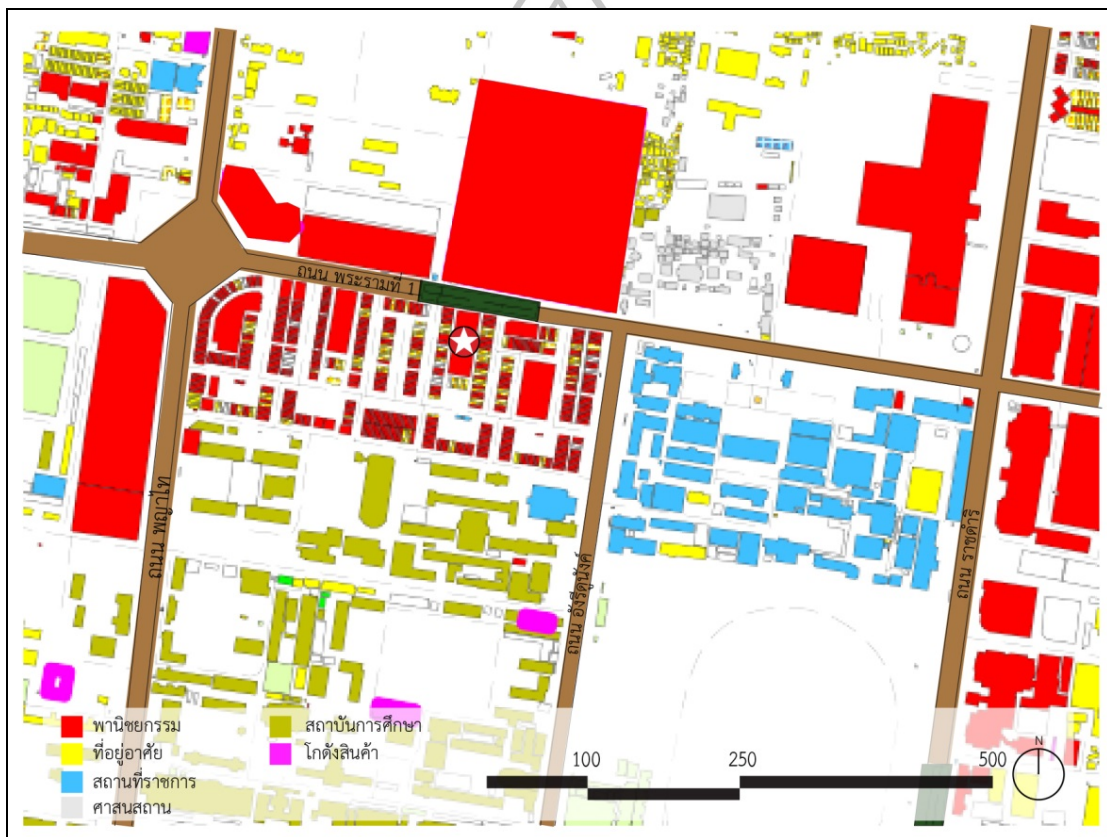 ถนน พระรามที่ 1
ถนน พญาไท
ถนน อังรีดูนังค์
ถนน ราชดำริ
พานิชยกรรม
ที่อยู่อาศัย
สถานที่ราชการ
ศาสนสถาน
สถาบันการศึกษา
โกดังสินค้า
100
250
500
N